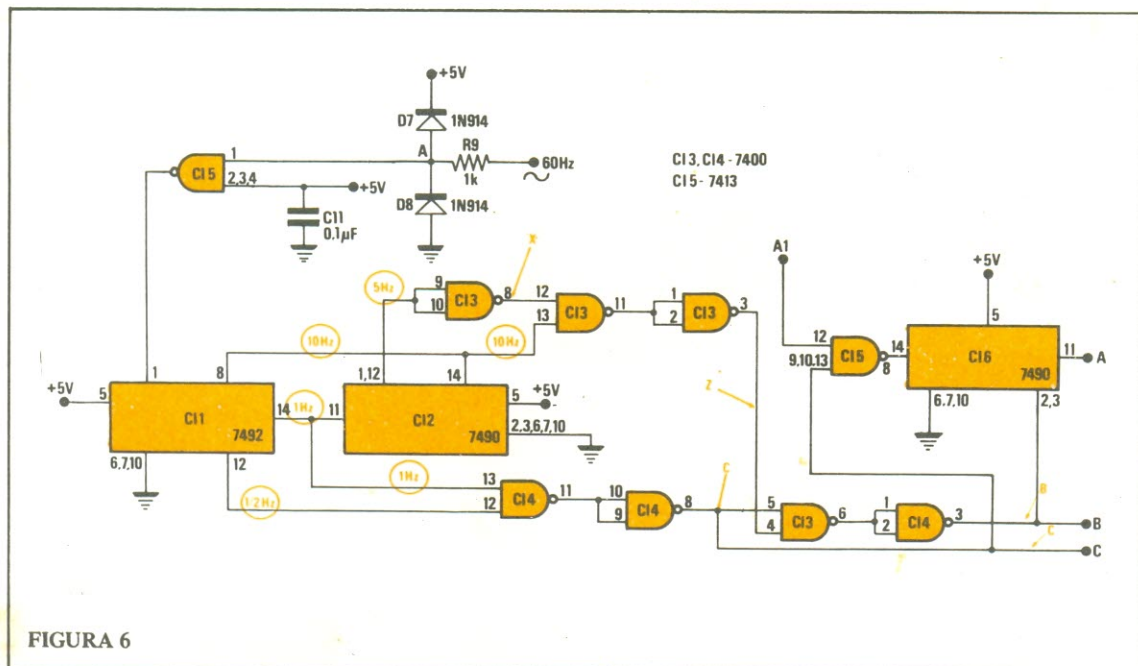 +5V
D7
1N914
A
R9
1k
60Hz
D8
1N914
CI3, CI4 - 7400
CI5 - 7413
CI5
1
2,3,4
+5V
C11
0.1µF
X
A1
+5V
5Hz
9
10
CI3
8
12
13
CI3
11
1
2
CI3
3
12
9.10.13
CI5
8
14
5
CI6
7490
11
A
10Hz
10Hz
6.7,10
2,3
Z
+5V
5
1
8
CI1
7492
14
6,7,10
12
1Hz
1,12
14
11
CI2
7490
5
+5V
2,3,6,7,10
1Hz
1/2Hz
13
12
CI4
11
10
9
CI4
8
C
5
4
CI3
6
1
2
CI4
3
B
B
C
C
FIGURA 6